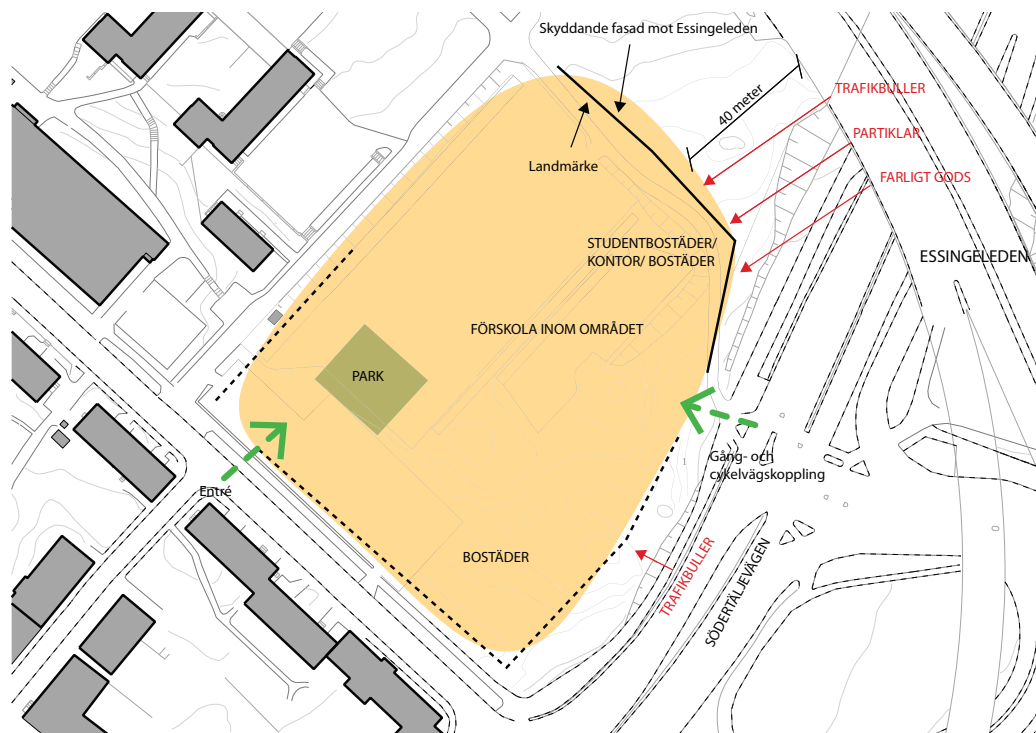 Skyddande fasad mot Essingeleden
40 meter
TRAFIKBULLER
PARTIKLAR
Landmärke
FARLIGT GODS
STUDENTBOSTÄDER/
KONTOR/ BOSTÄDER
ESSINGELEDEN
FÖRSKOLA INOM OMRÅDET
PARK
Gång- och
cykelvägskoppling
Entré
BOSTÄDER
TRAFIKBULLER
SÖDERTÄLJEVÄGEN